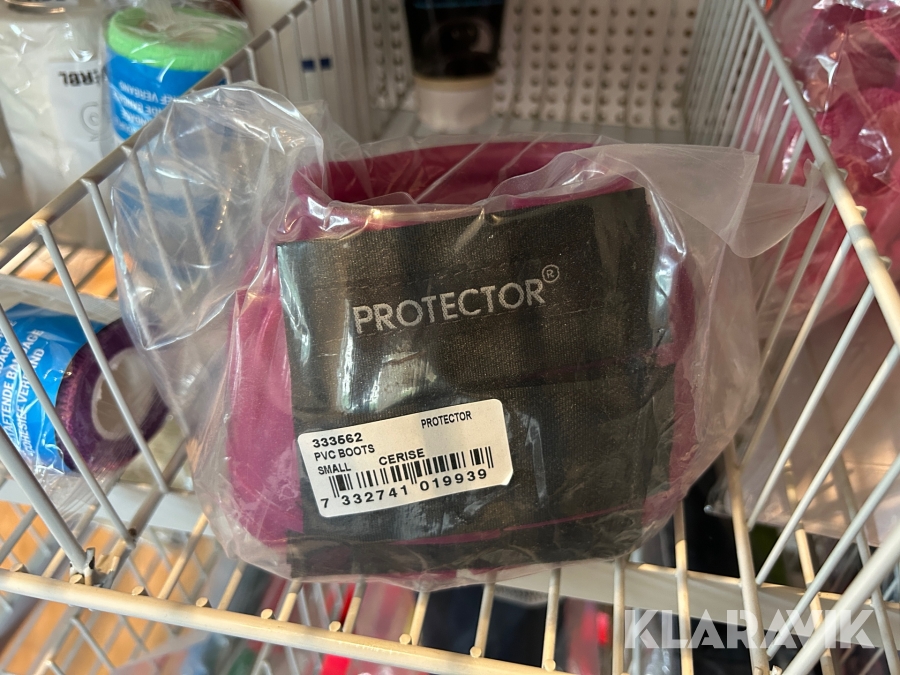 PROTECTOR®
333562 PROTECTOR
PVC BOOTS
SMALL CERISE
7 332741 019939
KLARAVIK